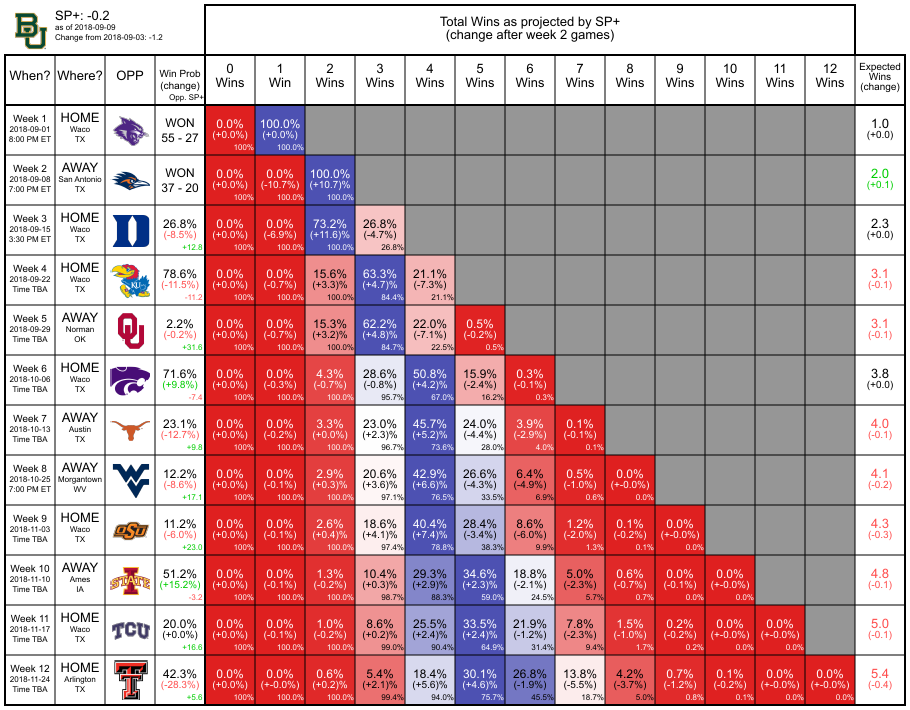 SP+: -0.2
as of 2018-09-09
Change from 2018-09-03: -1.2
Total Wins as projected by SP+
(change after week 2 games)
When? Where? OPP Win Prob (change) Opp. SP+ 0 Wins 1 Win 2 Wins 3 Wins 4 Wins 5 Wins 6 Wins 7 Wins 8 Wins 9 Wins 10 Wins 11 Wins 12 Wins Expected Wins (change)
Week 1 HOME WON 0.0% 100.0% 1.0
2018-09-01 Waco 55 - 27 (+0.0%) (+0.0%) (+0.0)
8:00 PM ET TX 100% 100.0%
Week 2 AWAY WON 0.0% 0.0% 100.0% 2.0
2018-09-08 San Antonio 37 - 20 (+0.0%) (-10.7%) (+10.7)% (+0.1)
7:00 PM ET TX 100% 100.0% 100.0%
Week 3 HOME 26.8% 0.0% 0.0% 73.2% 26.8% 2.3
2018-09-15 Waco (-8.5%) (+0.0%) (-6.9%) (+11.6)% (-4.7%) (+0.0)
3:30 PM ET TX +12.8 100% 100.0% 100.0% 26.8%
Week 4 HOME 78.6% 0.0% 0.0% 15.6% 63.3% 21.1% 3.1
2018-09-22 Waco KU (-11.5%) (+0.0%) (-0.7%) (+3.3)% (+4.7)% (-7.3%) (-0.1)
Time TBA TX -11.2 100% 100.0% 100.0% 84.4% 21.1%
Week 5 AWAY 2.2% 0.0% 0.0% 15.3% 62.2% 22.0% 0.5% 3.1
2018-09-29 Norman (-0.2%) (+0.0%) (-0.7%) (+3.2)% (+4.8)% (-7.1%) (-0.2%) (-0.1)
Time TBA OK +31.6 100% 100.0% 100.0% 84.7% 22.5% 0.5%
Week 6 HOME 71.6% 0.0% 0.0% 4.3% 28.6% 50.8% 15.9% 0.3% 3.8
2018-10-06 Waco (+9.8%) (+0.0%) (-0.3%) (-0.7%) (-0.8%) (+4.2)% (-2.4%) (-0.1%) (+0.0)
Time TBA TX -7.4 100% 100.0% 100.0% 95.7% 67.0% 16.2% 0.3%
Week 7 AWAY 23.1% 0.0% 0.0% 3.3% 23.0% 45.7% 24.0% 3.9% 0.1% 4.0
2018-10-13 Austin (-12.7%) (+0.0%) (-0.2%) (+0.0)% (+2.3)% (+5.2)% (-4.4%) (-2.9%) (-0.1%) (-0.1)
Time TBA TX +9.8 100% 100.0% 100.0% 96.7% 73.6% 28.0% 4.0% 0.1%
Week 8 AWAY 12.2% 0.0% 0.0% 2.9% 20.6% 42.9% 26.6% 6.4% 0.5% 0.0% 4.1
2018-10-25 Morgantown (-8.6%) (+0.0%) (-0.1%) (+0.3)% (+3.6)% (+6.6)% (-4.3%) (-4.9%) (-1.0%) (+-0.0%) (-0.2)
7:00 PM ET WV +17.1 100% 100.0% 100.0% 97.1% 76.5% 33.5% 6.9% 0.6% 0.0%
Week 9 HOME 11.2% 0.0% 0.0% 2.6% 18.6% 40.4% 28.4% 8.6% 1.2% 0.1% 0.0% 4.3
2018-11-03 Waco OSU (-6.0%) (+0.0%) (-0.1%) (+0.4)% (+4.1)% (+7.4)% (-3.4%) (-6.0%) (-2.0%) (-0.2%) (+-0.0%) (-0.3)
Time TBA TX +23.0 100% 100.0% 100.0% 97.4% 78.8% 38.3% 9.9% 1.3% 0.1% 0.0%
Week 10 AWAY 51.2% 0.0% 0.0% 1.3% 10.4% 29.3% 34.6% 18.8% 5.0% 0.6% 0.0% 0.0% 4.8
2018-11-10 Ames STATE (+15.2%) (+0.0%) (-0.1%) (-0.2%) (+0.3)% (+2.9)% (+2.3)% (-2.1%) (-2.3%) (-0.7%) (-0.1%) (+-0.0%) (-0.1)
Time TBA IA -3.2 100% 100.0% 100.0% 98.7% 88.3% 59.0% 24.5% 5.7% 0.7% 0.0% 0.0%
Week 11 HOME 20.0% 0.0% 0.0% 1.0% 8.6% 25.5% 33.5% 21.9% 7.8% 1.5% 0.2% 0.0% 0.0% 5.0
2018-11-17 Waco TCU (+0.0%) (+0.0%) (-0.1%) (-0.2%) (+0.2)% (+2.4)% (+2.4)% (-1.2%) (-2.3%) (-1.0%) (-0.2%) (+-0.0%) (+-0.0%) (-0.1)
Time TBA TX +16.6 100% 100.0% 100.0% 99.0% 90.4% 64.9% 31.4% 9.4% 1.7% 0.2% 0.0% 0.0%
Week 12 HOME 42.3% 0.0% 0.0% 0.6% 5.4% 18.4% 30.1% 26.8% 13.8% 4.2% 0.7% 0.1% 0.0% 0.0% 5.4
2018-11-24 Arlington (-28.3%) (+0.0%) (+-0.0%) (+0.2)% (+2.1)% (+5.6)% (+4.6)% (-1.9%) (-5.5%) (-3.7%) (-1.2%) (-0.2%) (+-0.0%) (+-0.0%) (-0.4)
Time TBA TX +5.6 100% 100.0% 100.0% 99.4% 94.0% 75.7% 45.5% 18.7% 5.0% 0.8% 0.1% 0.0% 0.0%